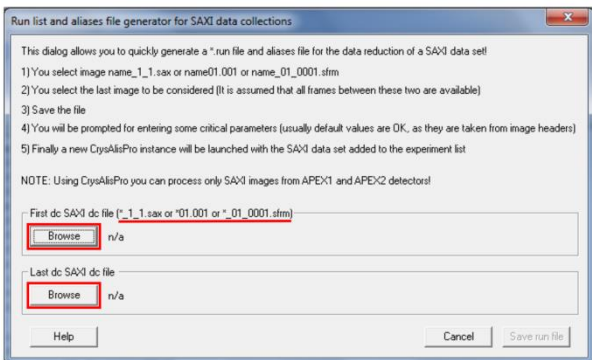 Run list and aliases file generator for SAXI data collections
This dialog allows you to quickly generate a *.run file and aliases file for the data reduction of a SAXI data set!
1) You select image name_1_1.sax or name01.001 or name_01_0001.sfrm
2) You select the last image to be considered (It is assumed that all frames between these two are available)
3) Save the file
4) You will be prompted for entering some critical parameters (usually default values are OK, as they are taken from image headers)
5) Finally a new CrysAlisPro instance will be launched with the SAXI data set added to the experiment list
NOTE: Using CrysAlisPro you can process only SAXI images from APEX1 and APEX2 detectors!
First dc SAXI dc file (*_1_1.sax or *01.001 or *_01_0001.sfrm)
Browse n/a
Last dc SAXI dc file
Browse n/a
Help Cancel Save run file